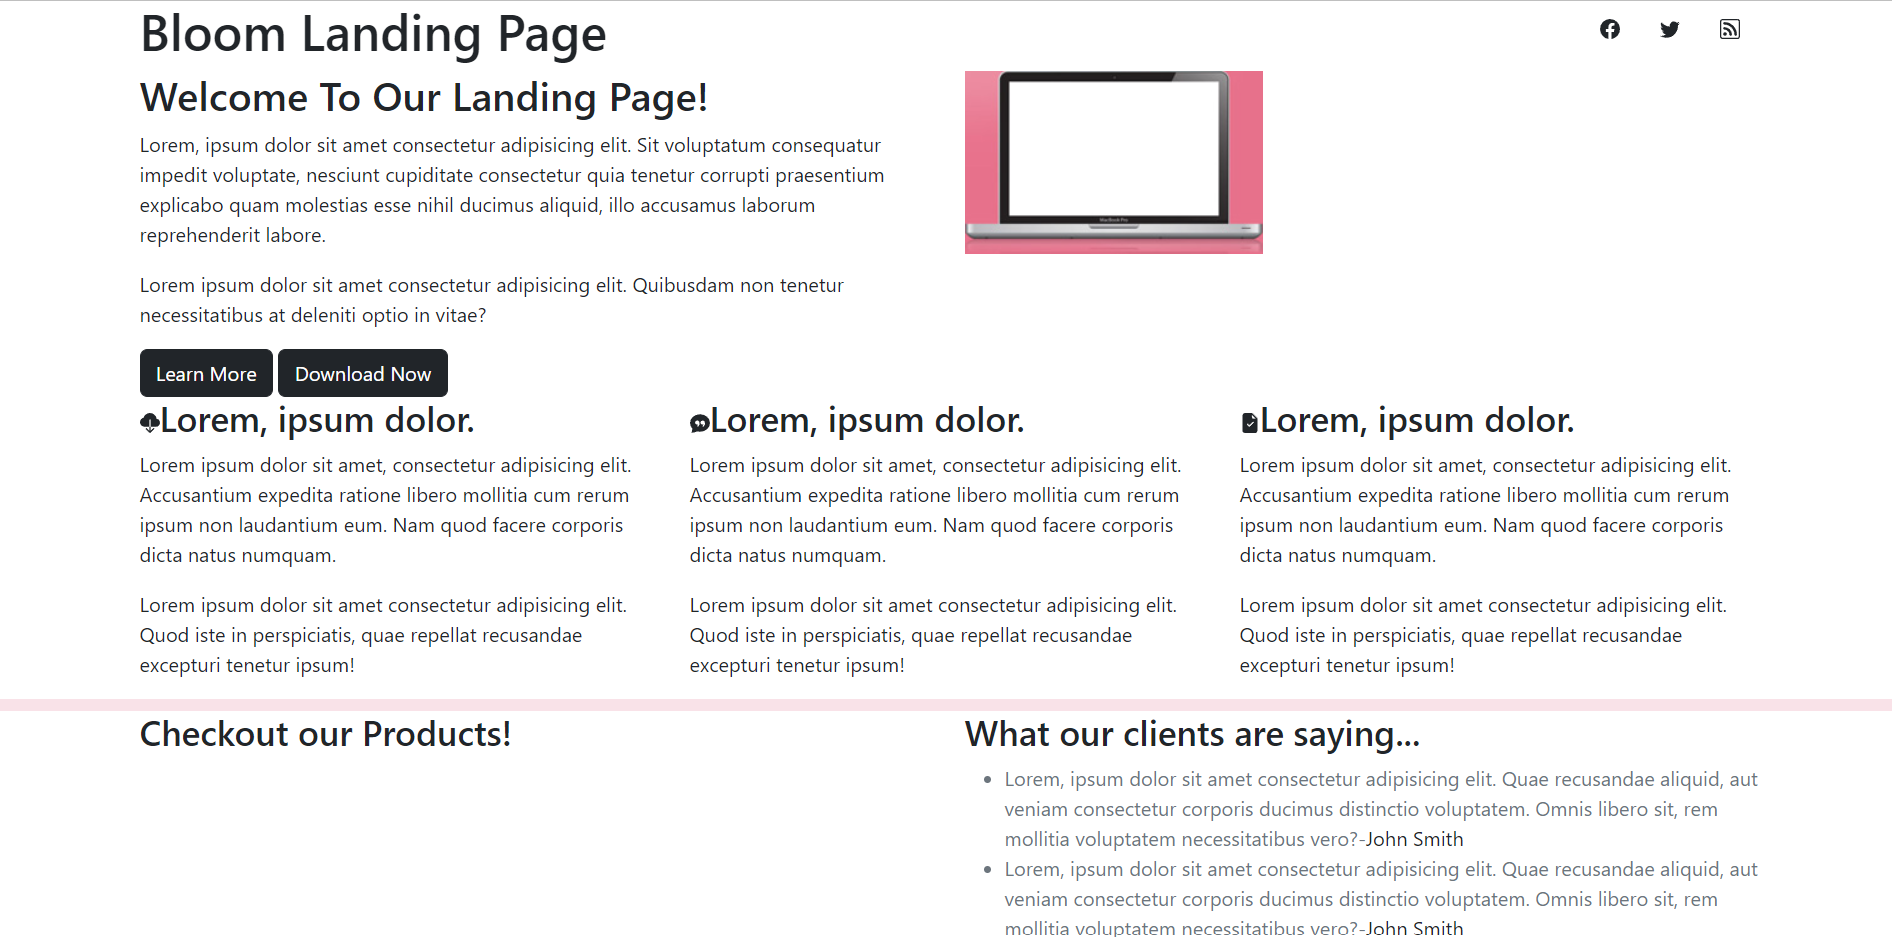 Bloom Landing Page
Welcome To Our Landing Page!
Lorem, ipsum dolor sit amet consectetur adipisicing elit. Sit voluptatum consequatur
impedit voluptate, nesciunt cupiditate consectetur quia tenetur corrupti praesentium
explicabo quam molestias esse nihil ducimus aliquid, illo accusamus laborum
reprehenderit labore.
Lorem ipsum dolor sit amet consectetur adipisicing elit. Quibusdam non tenetur
necessitatibus at deleniti optio in vitae?
MacBook Pro
Learn More
Download Now
Lorem, ipsum dolor.
Lorem ipsum dolor sit amet, consectetur adipisicing elit.
Accusantium expedita ratione libero mollitia cum rerum
ipsum non laudantium eum. Nam quod facere corporis
dicta natus numquam.
Lorem ipsum dolor sit amet consectetur adipisicing elit.
Quod iste in perspiciatis, quae repellat recusandae
excepturi tenetur ipsum!
Lorem, ipsum dolor.
Lorem ipsum dolor sit amet, consectetur adipisicing elit.
Accusantium expedita ratione libero mollitia cum rerum
ipsum non laudantium eum. Nam quod facere corporis
dicta natus numquam.
Lorem ipsum dolor sit amet consectetur adipisicing elit.
Quod iste in perspiciatis, quae repellat recusandae
excepturi tenetur ipsum!
Lorem, ipsum dolor.
Lorem ipsum dolor sit amet, consectetur adipisicing elit.
Accusantium expedita ratione libero mollitia cum rerum
ipsum non laudantium eum. Nam quod facere corporis
dicta natus numquam.
Lorem ipsum dolor sit amet consectetur adipisicing elit.
Quod iste in perspiciatis, quae repellat recusandae
excepturi tenetur ipsum!
Checkout our Products!
What our clients are saying...
Lorem, ipsum dolor sit amet consectetur adipisicing elit. Quae recusandae aliquid, aut
veniam consectetur corporis ducimus distinctio voluptatem. Omnis libero sit, rem
mollitia voluptatem necessitatibus vero?-John Smith
Lorem, ipsum dolor sit amet consectetur adipisicing elit. Quae recusandae aliquid, aut
veniam consectetur corporis ducimus distinctio voluptatem. Omnis libero sit, rem
mollitia voluptatem necessitatibus vero?-John Smith